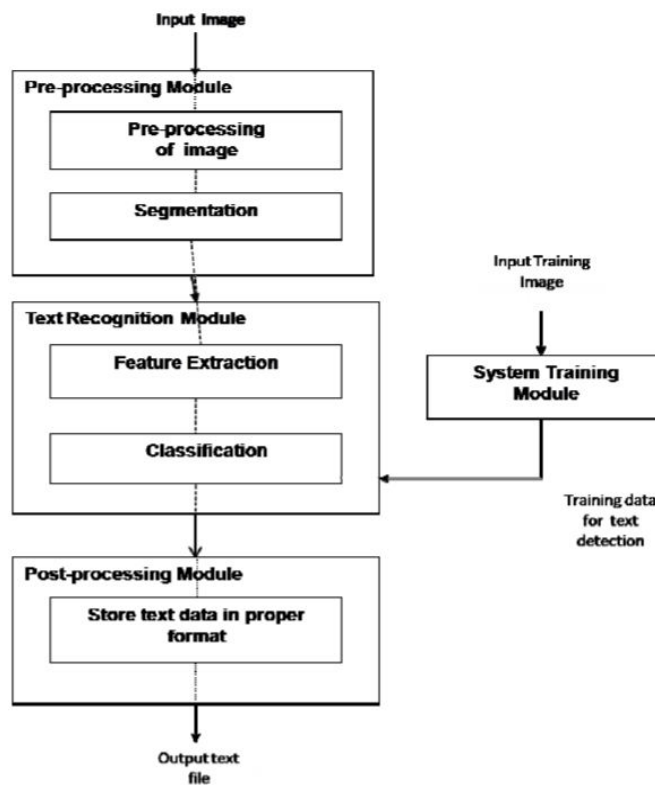 Input Image
Pre-processing Module
Pre-processing
of image
Segmentation
Text Recognition Module
Feature Extraction
Classification
Input Training
Image
System Training
Module
Training data
for text
detection
Post-processing Module
Store text data in proper
format
Output text
file